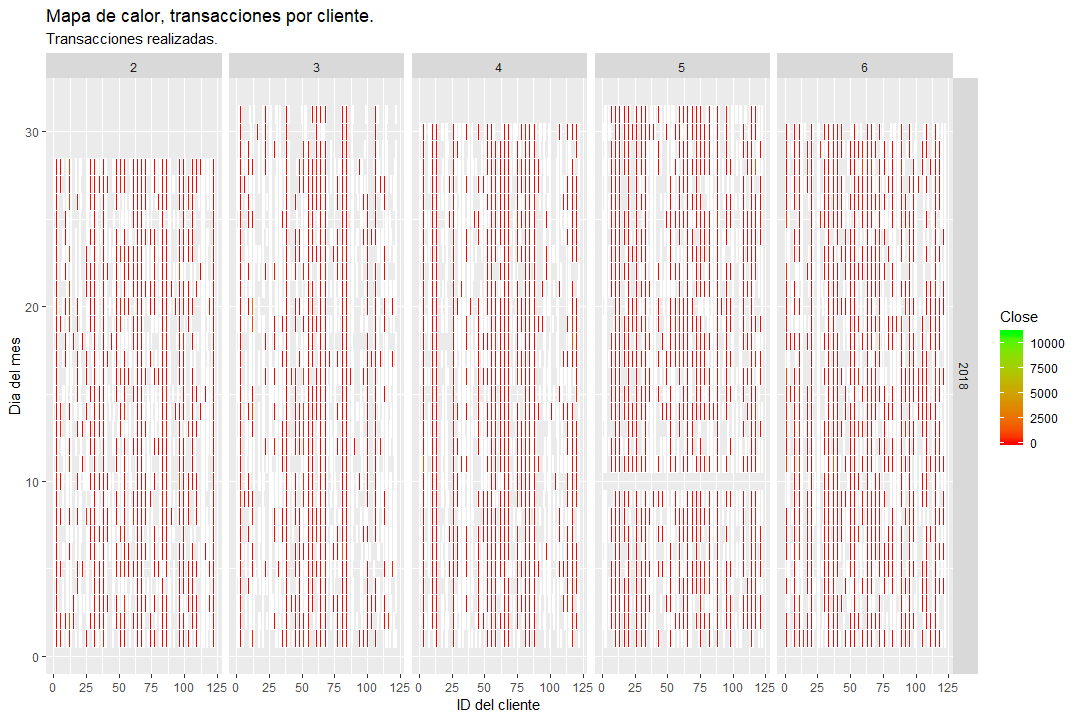 Mapa de calor, transacciones por cliente.
Transacciones realizadas.
2 3 4 5 6
30
20
10
0
Dia del mes
0 25 50 75 100 125 0 25 50 75 100 125 0 25 50 75 100 125 0 25 50 75 100 125 0 25 50 75 100 125
ID del cliente
2018
Close
10000
7500
5000
2500
0